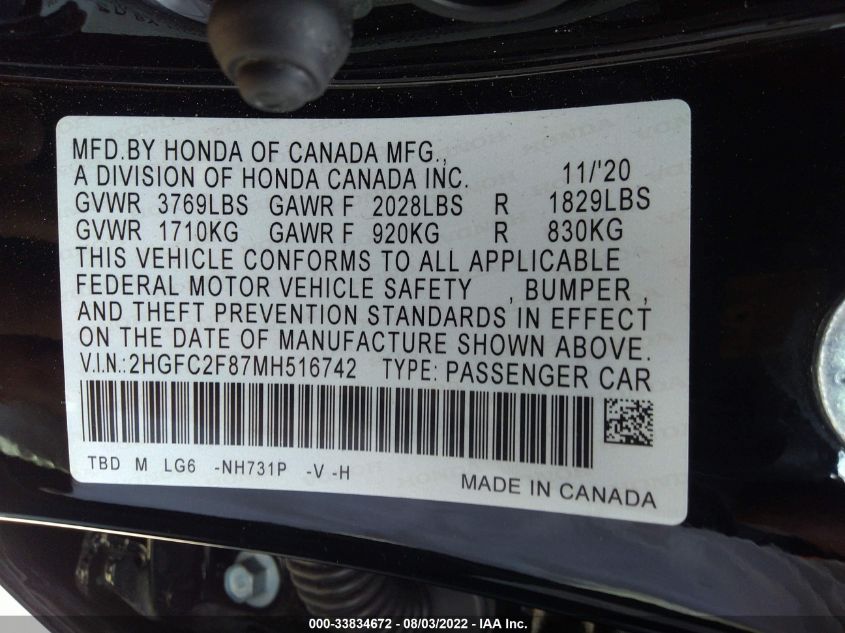 MFD.BY HONDA OF CANADA MFG.,
A DIVISION OF HONDA CANADA INC. 11/'20
GVWR 3769LBS GAWR F 2028LBS R 1829LBS
GVWR 1710KG GAWR F 920KG R 830KG
THIS VEHICLE CONFORMS TO ALL APPLICABLE
FEDERAL MOTOR VEHICLE SAFETY , BUMPER ,
AND THEFT PREVENTION STANDARDS IN EFFECT
ON THE DATE OF MANUFACTURE SHOWN ABOVE.
V.I.N.:2HGFC2F87MH516742 TYPE: PASSENGER CAR
TBD M LG6 -NH731P -V -H
MADE IN CANADA
000-33834672 - 08/03/2022 - IAA Inc.